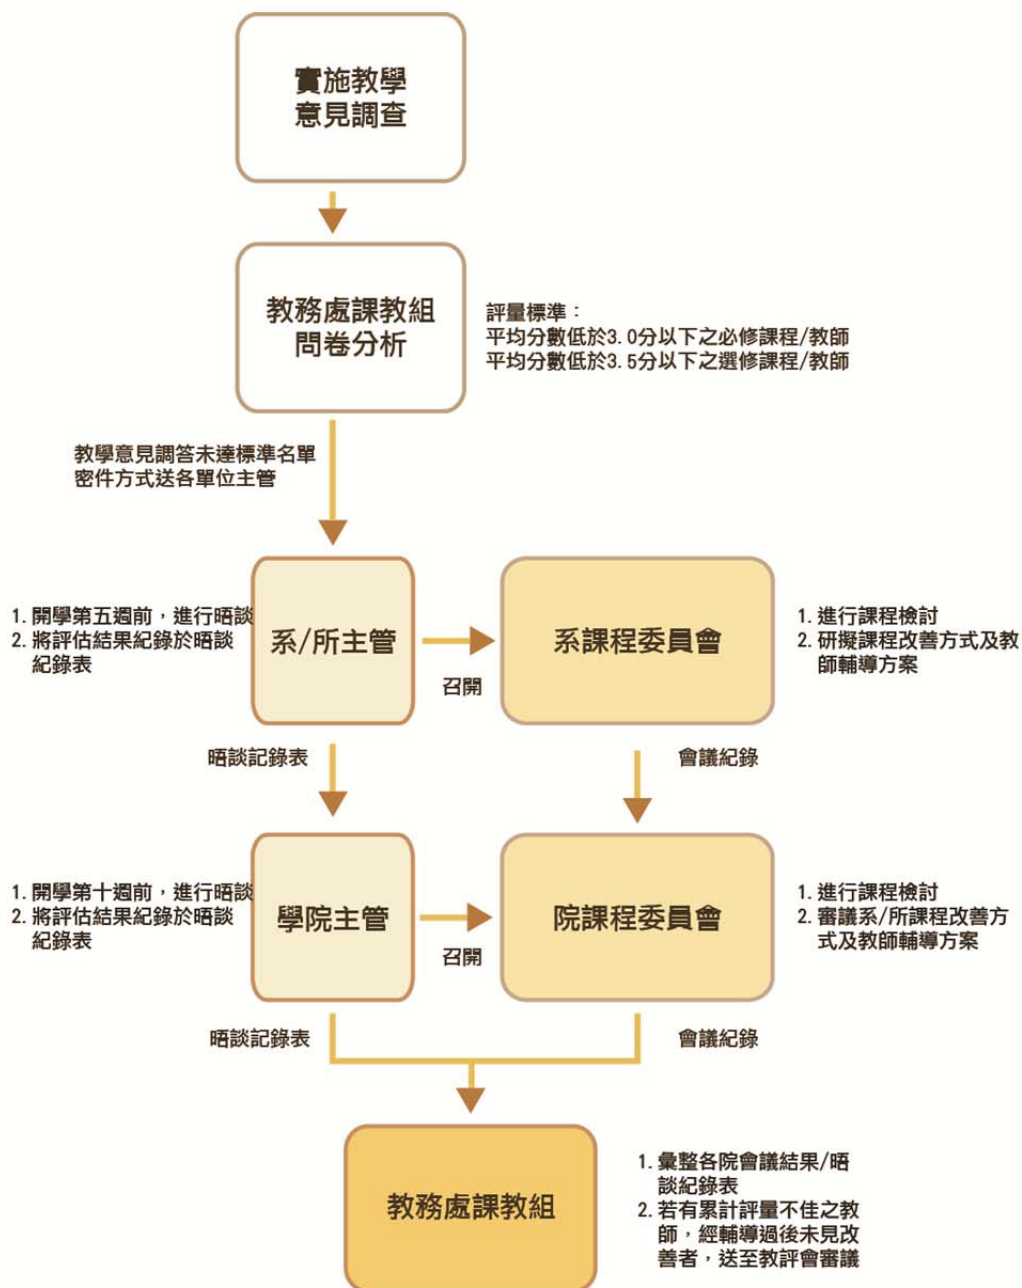 實施教學
意見調查
教務處課教組
問卷分析
評量標準：
平均分數低於3.0分以下之必修課程/教師
平均分數低於3.5分以下之選修課程/教師
教學意見調答未達標準名單
密件方式送各單位主管
1. 開學第五週前，進行晤談
2. 將評估結果紀錄於晤談
紀錄表
系/所主管
召開
系課程委員會
1. 進行課程檢討
2. 研擬課程改善方式及教
師輔導方案
晤談記錄表
會議紀錄
1. 開學第十週前，進行晤談
2. 將評估結果紀錄於晤談
紀錄表
學院主管
召開
院課程委員會
1. 進行課程檢討
2. 審議系/所課程改善方
式及教師輔導方案
晤談記錄表
會議紀錄
教務處課教組
1. 彙整各院會議結果/晤
談紀錄表
2. 若有累計評量不佳之教
師，經輔導過後未見改
善者，送至教評會審議